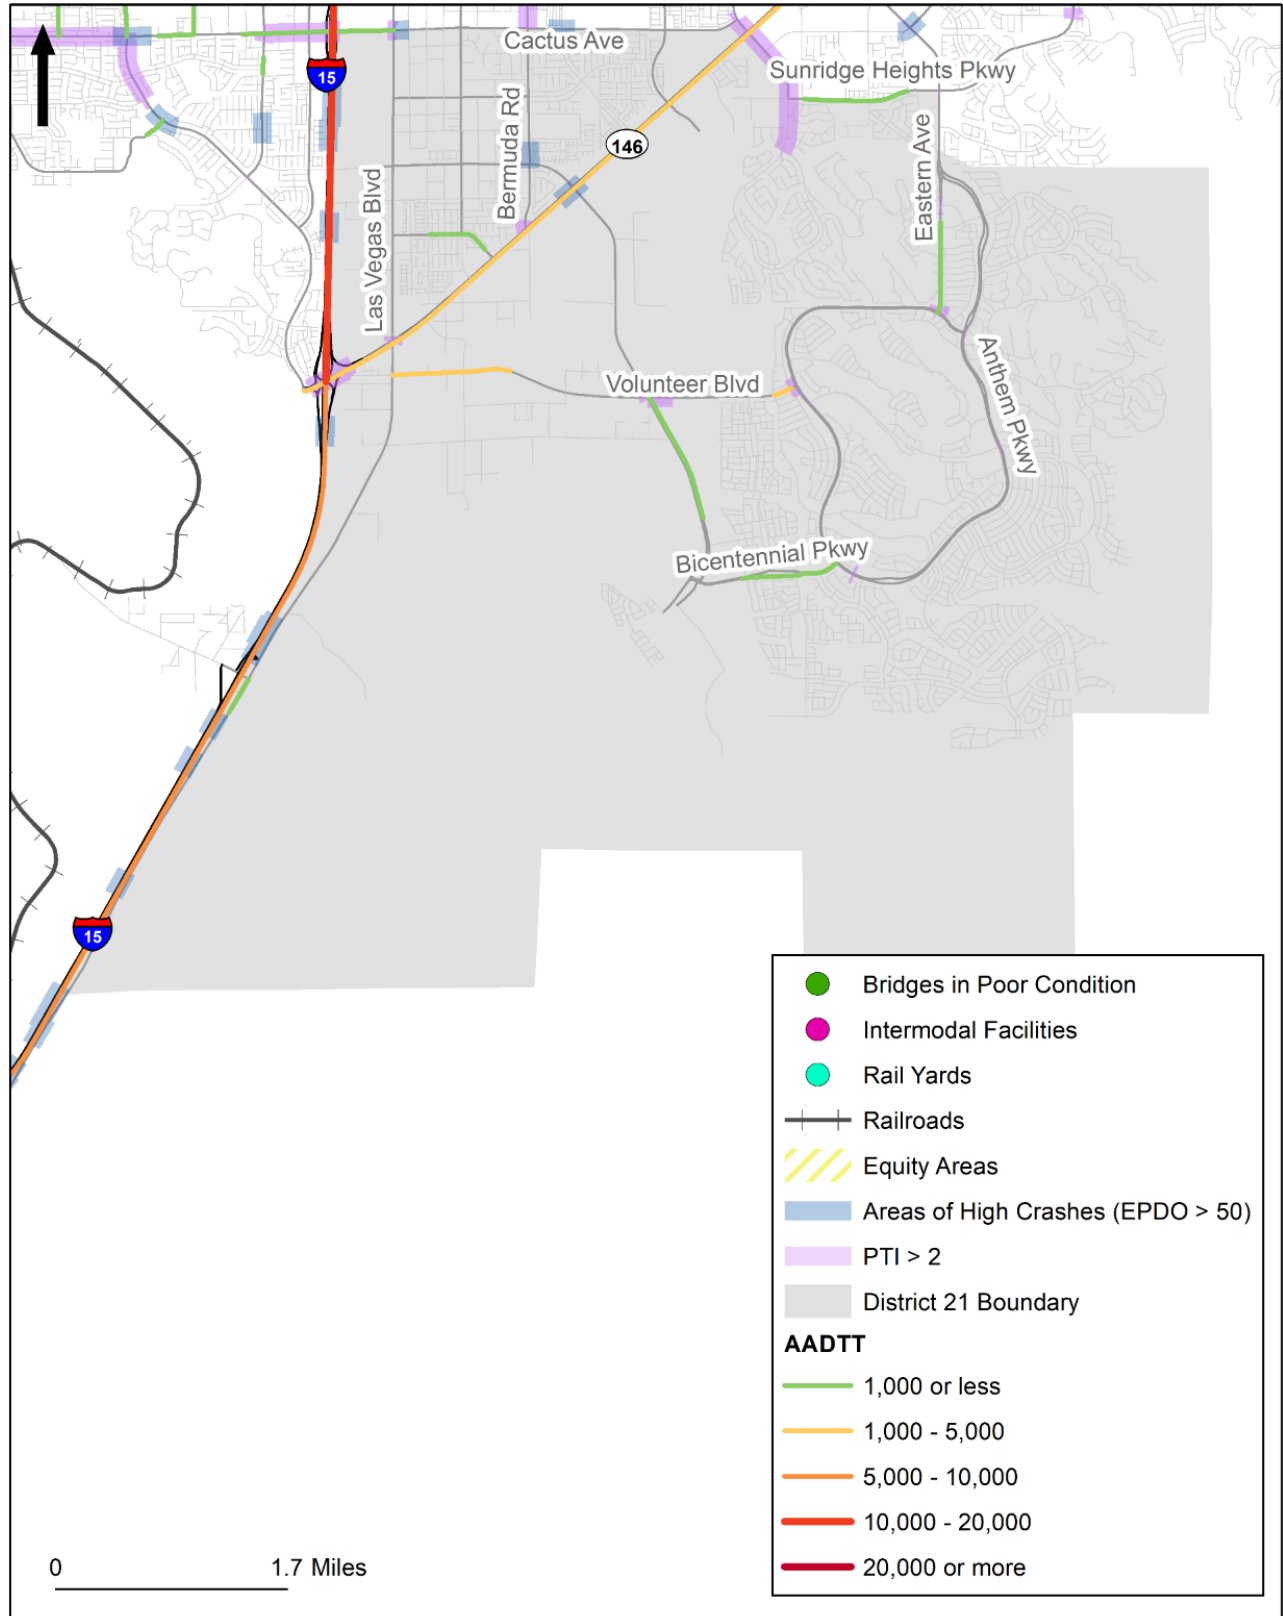 Cactus Ave
Sunridge Heights Pkwy
15
Bermuda Rd
146
Eastern Ave
Las Vegas Blvd
Anthem Pkwy
Volunteer Blvd
Bicentennial Pkwy
15
Bridges in Poor Condition
Intermodal Facilities
Rail Yards
Railroads
Equity Areas
Areas of High Crashes (EPDO > 50)
PTI > 2
District 21 Boundary
AADTT
1,000 or less
1,000 - 5,000
5,000 - 10,000
10,000 - 20,000
20,000 or more
0 1.7 Miles